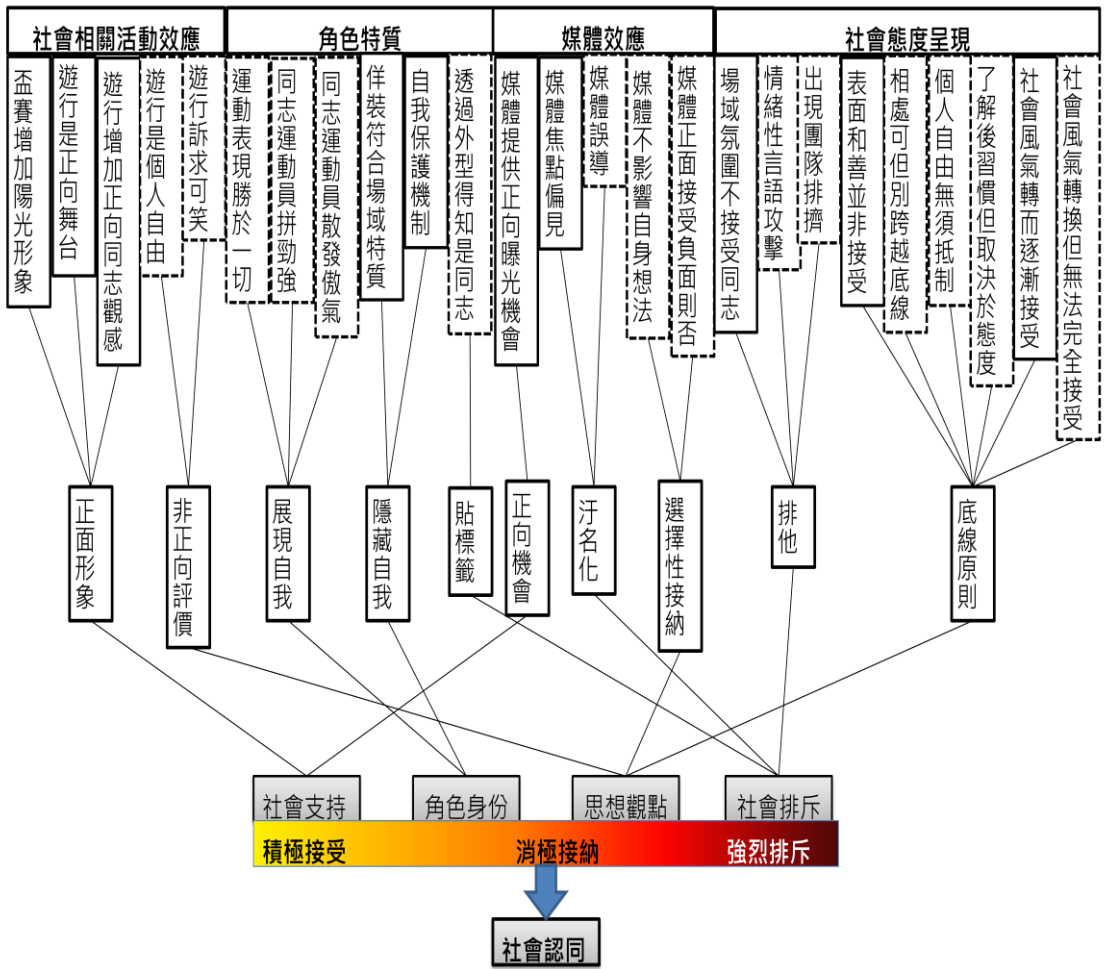 社會相關活動效應
角色特質
媒體效應
社會態度呈現
盃賽增加陽光形象
遊行是正向舞台
遊行增加正向同志觀感
遊行是個人自由
遊行訴求可笑
運動表現勝於一切
同志運動員拼勁強
同志運動員散發傲氣
佯裝符合場域特質
自我保護機制
透過外型得知是同志
媒體提供正向曝光機會
媒體焦點偏見
媒體誤導
媒體不影響自身想法
媒體正面接受負面則否
場域氛圍不接受同志
情緒性言語攻擊
出現團隊排擠
表面和善並非接受
相處可但別跨越底線
個人自由無須抵制
了解後習慣但取決於態度
社會風氣轉而逐漸接受
社會風氣轉換但無法完全接受
正面形象
非正向評價
展現自我
隱藏自我
貼標籤
正向機會
汙名化
選擇性接納
排他
底線原則
社會支持
角色身份
思想觀點
社會排斥
積極接受
消極接納
強烈排斥
社會認同